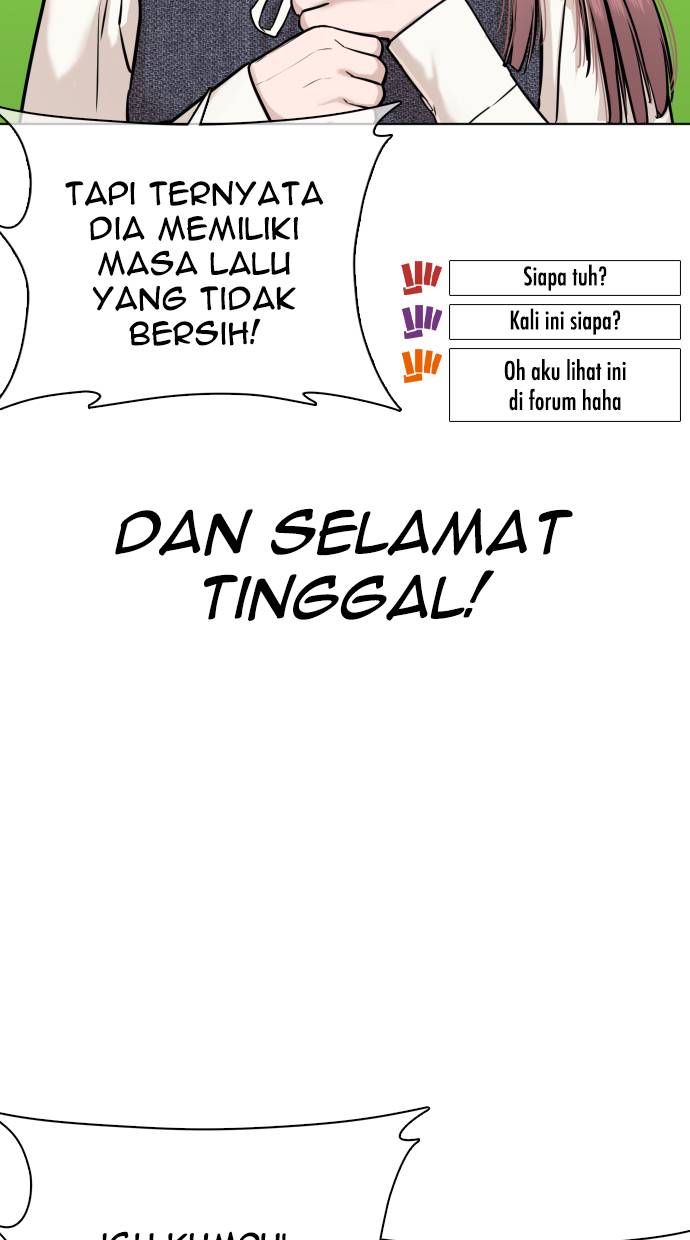 TAPI TERNYATA
DIA MEMILIKI
MASA LALU
YANG TIDAK
BERSIH!
Siapa tuh?
Kali ini siapa?
Oh aku lihat ini
di forum haha
DAN SELAMAT
TINGGAL!